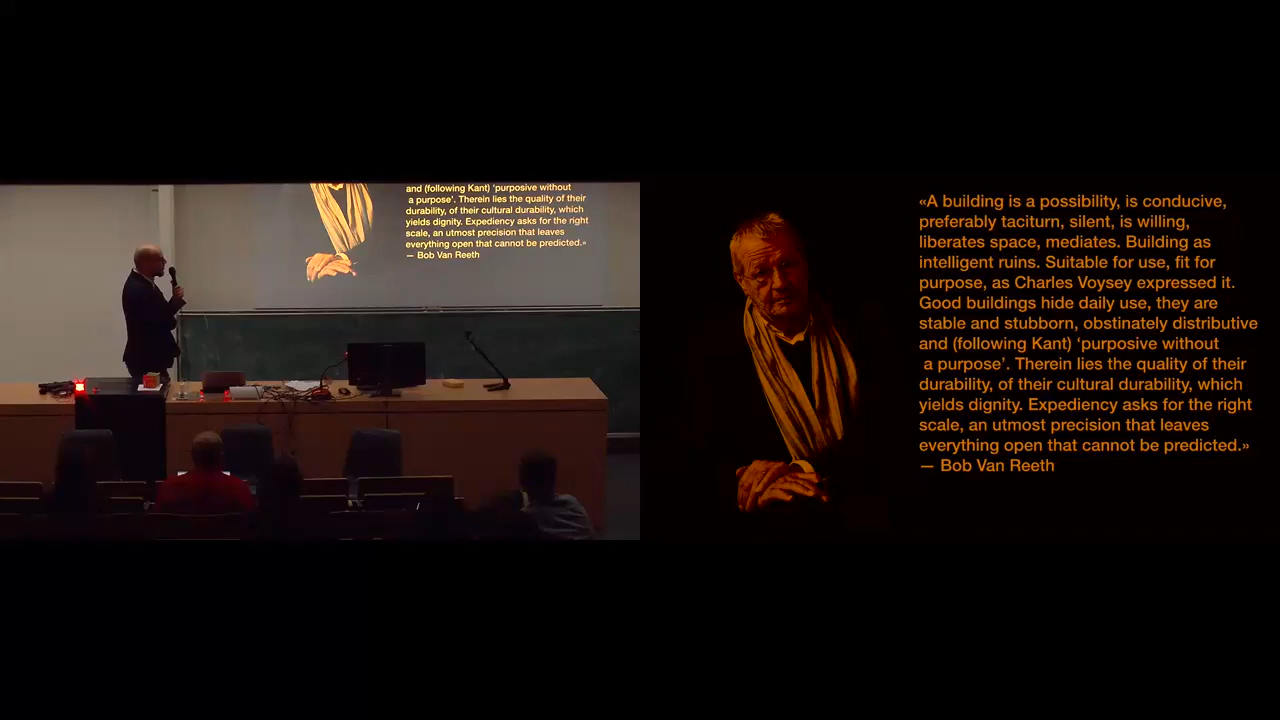 and (following Kant) ‘purposive without
a purpose’. Therein lies the quality of their
durability, of their cultural durability, which
yields dignity. Expediency asks for the right
scale, an utmost precision that leaves
everything open that cannot be predicted.»
— Bob Van Reeth
«A building is a possibility, is conducive,
preferably taciturn, silent, is willing,
liberates space, mediates. Building as
intelligent ruins. Suitable for use, fit for
purpose, as Charles Voysey expressed it.
Good buildings hide daily use, they are
stable and stubborn, obstinately distributive
and (following Kant) ‘purposive without
a purpose’. Therein lies the quality of their
durability, of their cultural durability, which
yields dignity. Expediency asks for the right
scale, an utmost precision that leaves
everything open that cannot be predicted.»
— Bob Van Reeth